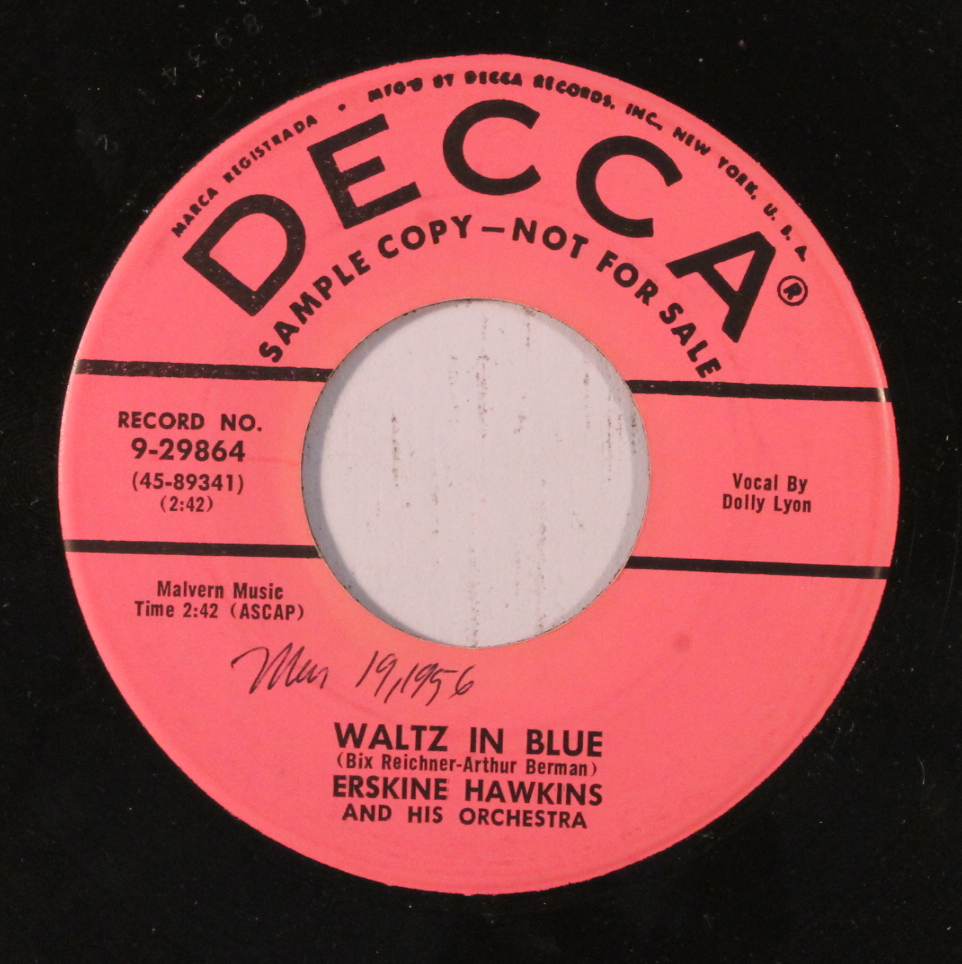 MARCA REGISTRADA • MFG'D BY DECCA RECORDS, INC., NEW YORK, U. S. A.
DECCA®
SAMPLE COPY—NOT FOR SALE
RECORD NO.
9-29864
(45-89341)
(2:42)
Vocal By
Dolly Lyon
Malvern Music
Time 2:42 (ASCAP)
Mar 19, 1956
WALTZ IN BLUE
(Bix Reichner-Arthur Berman)
ERSKINE HAWKINS
AND HIS ORCHESTRA